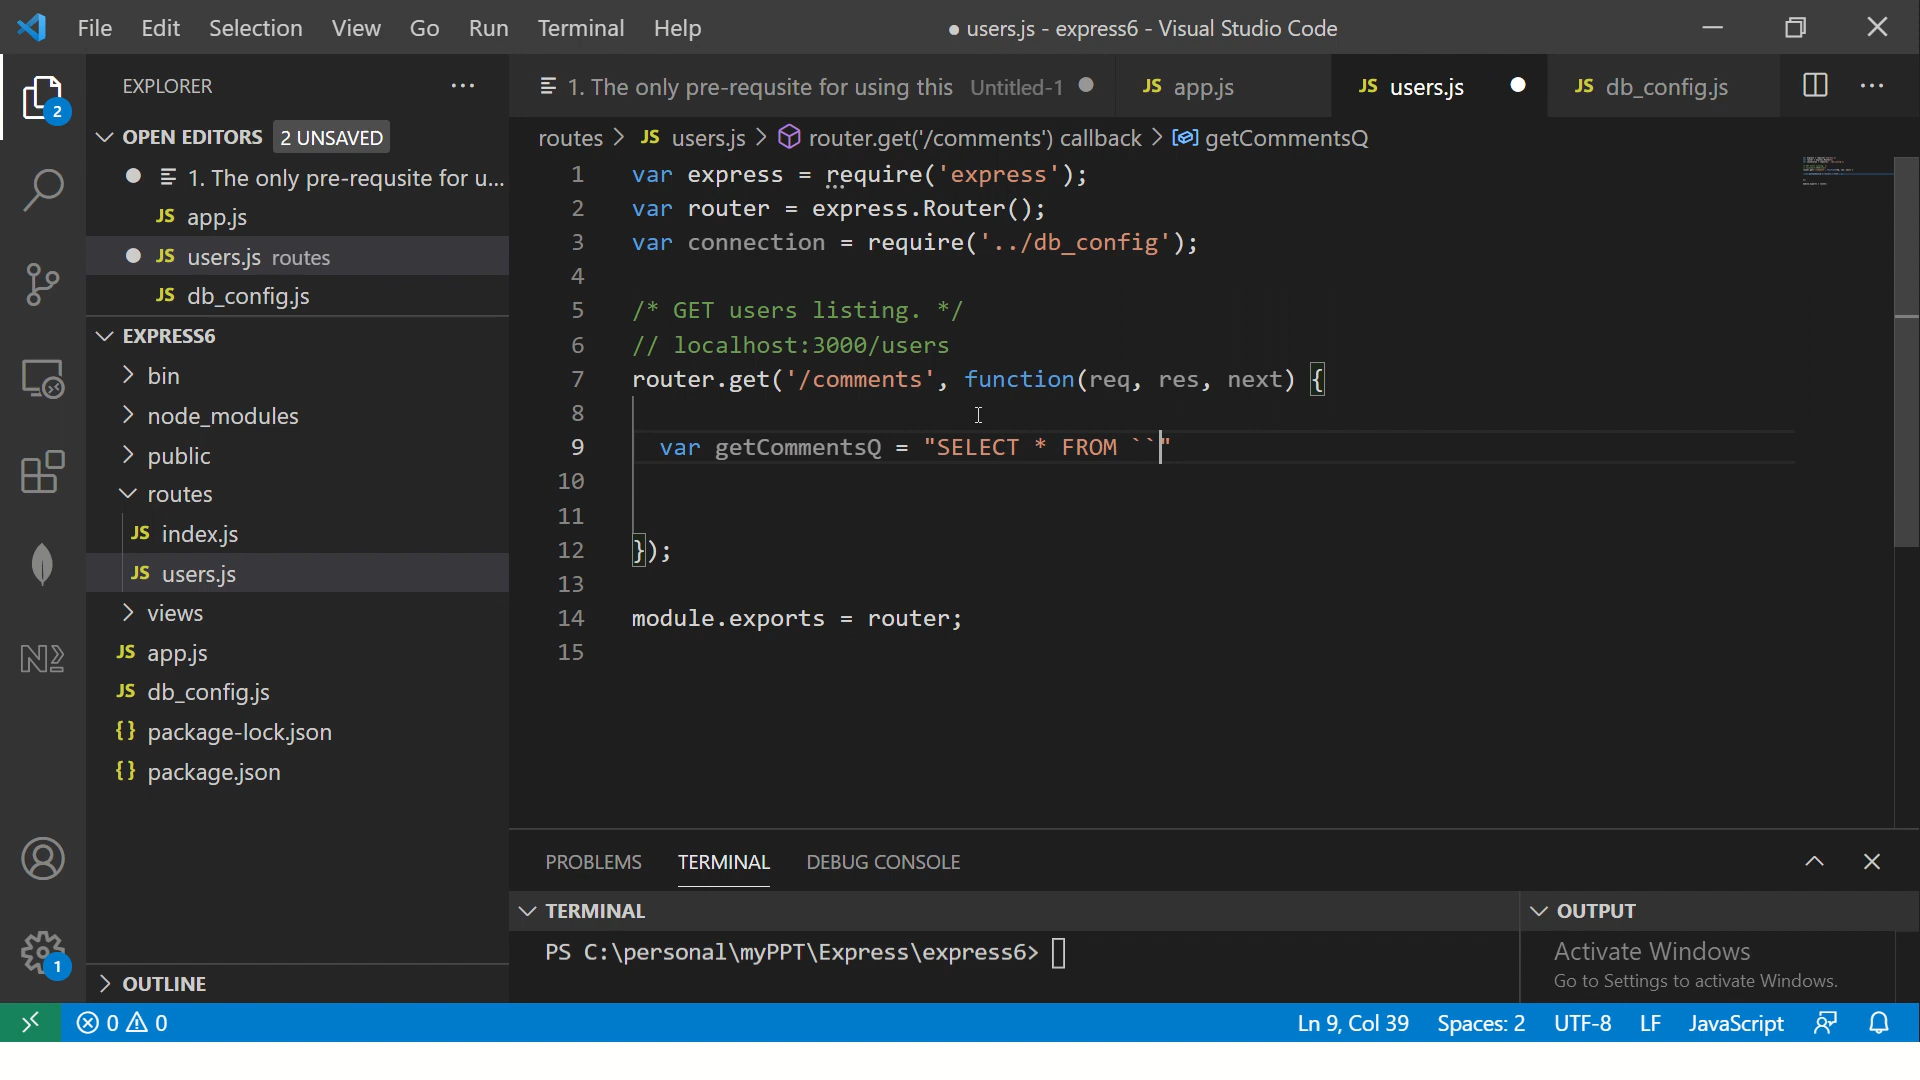 File Edit Selection View Go Run Terminal Help
● users.js - express6 - Visual Studio Code
EXPLORER
1. The only pre-requsite for using this Untitled-1
JS app.js
JS users.js
JS db_config.js
2
OPEN EDITORS 2 UNSAVED
routes > JS users.js > router.get('/comments') callback > getCommentsQ
1. The only pre-requsite for u...
JS app.js
JS users.js routes
JS db_config.js
EXPRESS6
bin
node_modules
public
routes
JS index.js
JS users.js
views
JS app.js
JS db_config.js
{} package-lock.json
{} package.json
OUTLINE
1
1 var express = require('express');
2 var router = express.Router();
3 var connection = require('../db_config');
4
5 /* GET users listing. */
6 // localhost:3000/users
7 router.get('/comments', function(req, res, next) {
8
9 var getCommentsQ = "SELECT * FROM ``"
10
11
12 });
13
14 module.exports = router;
15
PROBLEMS TERMINAL DEBUG CONSOLE
TERMINAL
OUTPUT
PS C:\personal\myPPT\Express\express6>
Activate Windows
Go to Settings to activate Windows.
0 0
Ln 9, Col 39 Spaces: 2 UTF-8 LF JavaScript